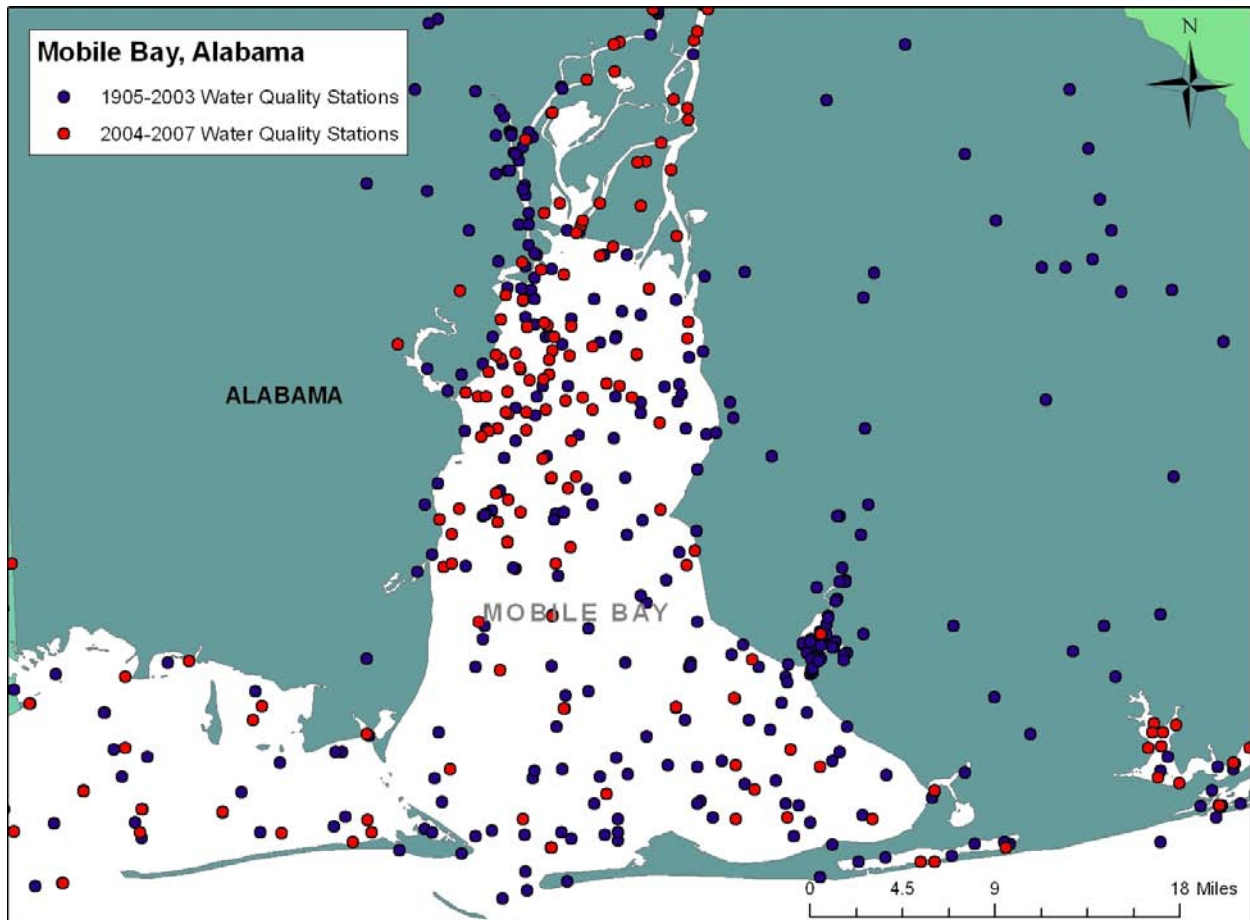 Mobile Bay, Alabama
1905-2003 Water Quality Stations
2004-2007 Water Quality Stations
N
ALABAMA
MOBILE BAY
0 4.5 9 18 Miles